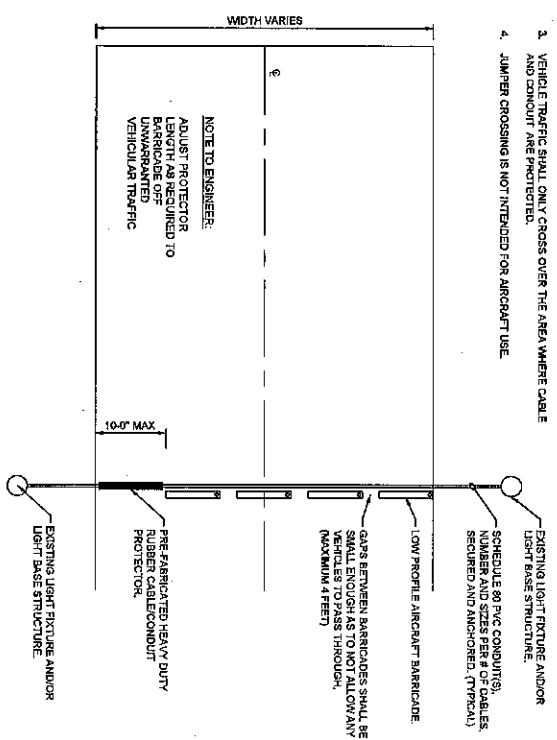 3. VEHICLE TRAFFIC SHALL ONLY CROSS OVER THE AREA WHERE CABLE
AND CONDUIT ARE PROTECTED.
4. JUMPER CROSSING IS NOT INTENDED FOR AIRCRAFT USE.
WIDTH VARIES
NOTE TO ENGINEER:
ADJUST PROTECTOR
LENGTH AS REQUIRED TO
BARRICADE OFF
UNWARRANTED
VEHICULAR TRAFFIC
10'-0" MAX
EXISTING LIGHT FIXTURE AND/OR
LIGHT BASE STRUCTURE.
SCHEDULE 80 PVC CONDUIT(S),
NUMBER AND SIZES PER # OF CABLES,
SECURED AND ANCHORED. (TYPICAL)
LOW PROFILE AIRCRAFT BARRICADE.
GAPS BETWEEN BARRICADES SHALL BE
SMALL ENOUGH AS TO NOT ALLOW ANY
VEHICLES TO PASS THROUGH.
(MAXIMUM 4 FEET)
PRE-FABRICATED HEAVY DUTY
RUBBER CABLE/CONDUIT
PROTECTOR.
EXISTING LIGHT FIXTURE AND/OR
LIGHT BASE STRUCTURE.